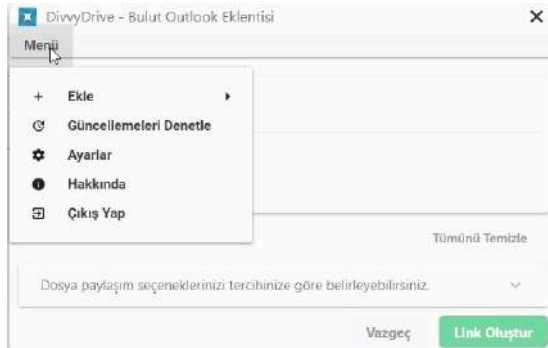 DivvyDrive - Bulut Outlook Eklentisi
Menü
Ekle
Güncellemeleri Denetle
Ayarlar
Hakkında
Çıkış Yap
Tümünü Temizle
Dosya paylaşım seçeneklerinizi tercihinize göre belirleyebilirsiniz.
Vazgeç Link Oluştur